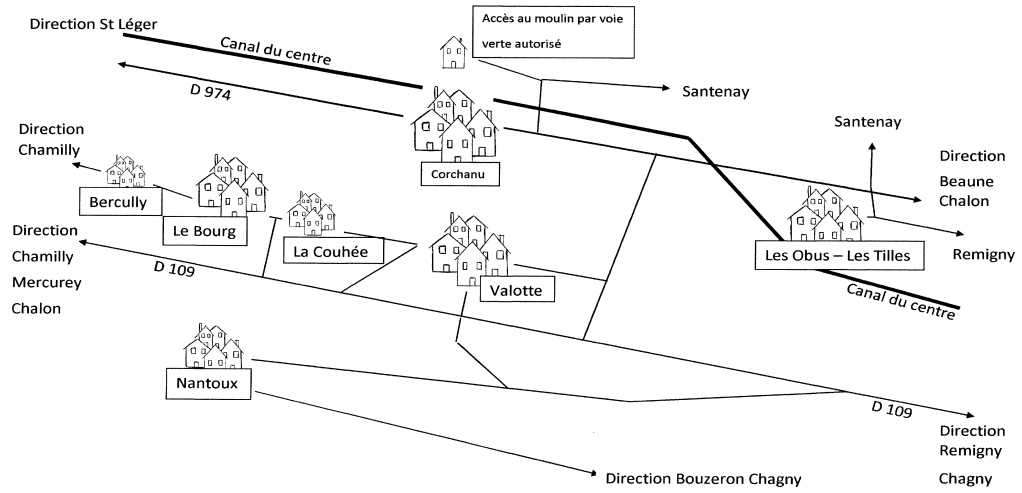 Direction St Léger
Canal du centre
Accès au moulin par voie
verte autorisé
D 974
Santenay
Santenay
Corchanu
Direction
Chamilly
Direction
Beaune
Chalon
Bercully
Le Bourg
La Couhée
Valotte
Les Obus – Les Tilles
Remigny
Direction
Chamilly
Mercurey
Chalon
D 109
Canal du centre
Nantoux
D 109
Direction
Remigny
Chagny
Direction Bouzeron Chagny